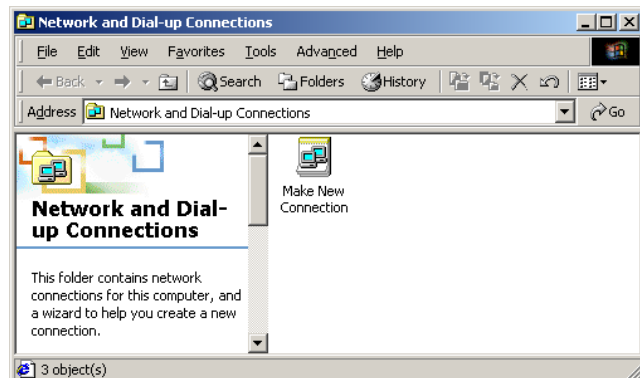 Network and Dial-up Connections
File Edit View Favorites Tools Advanced Help
Back Search Folders History
Address Network and Dial-up Connections Go
Network and Dial-
up Connections
This folder contains network
connections for this computer, and
a wizard to help you create a new
connection.
Make New
Connection
3 object(s)